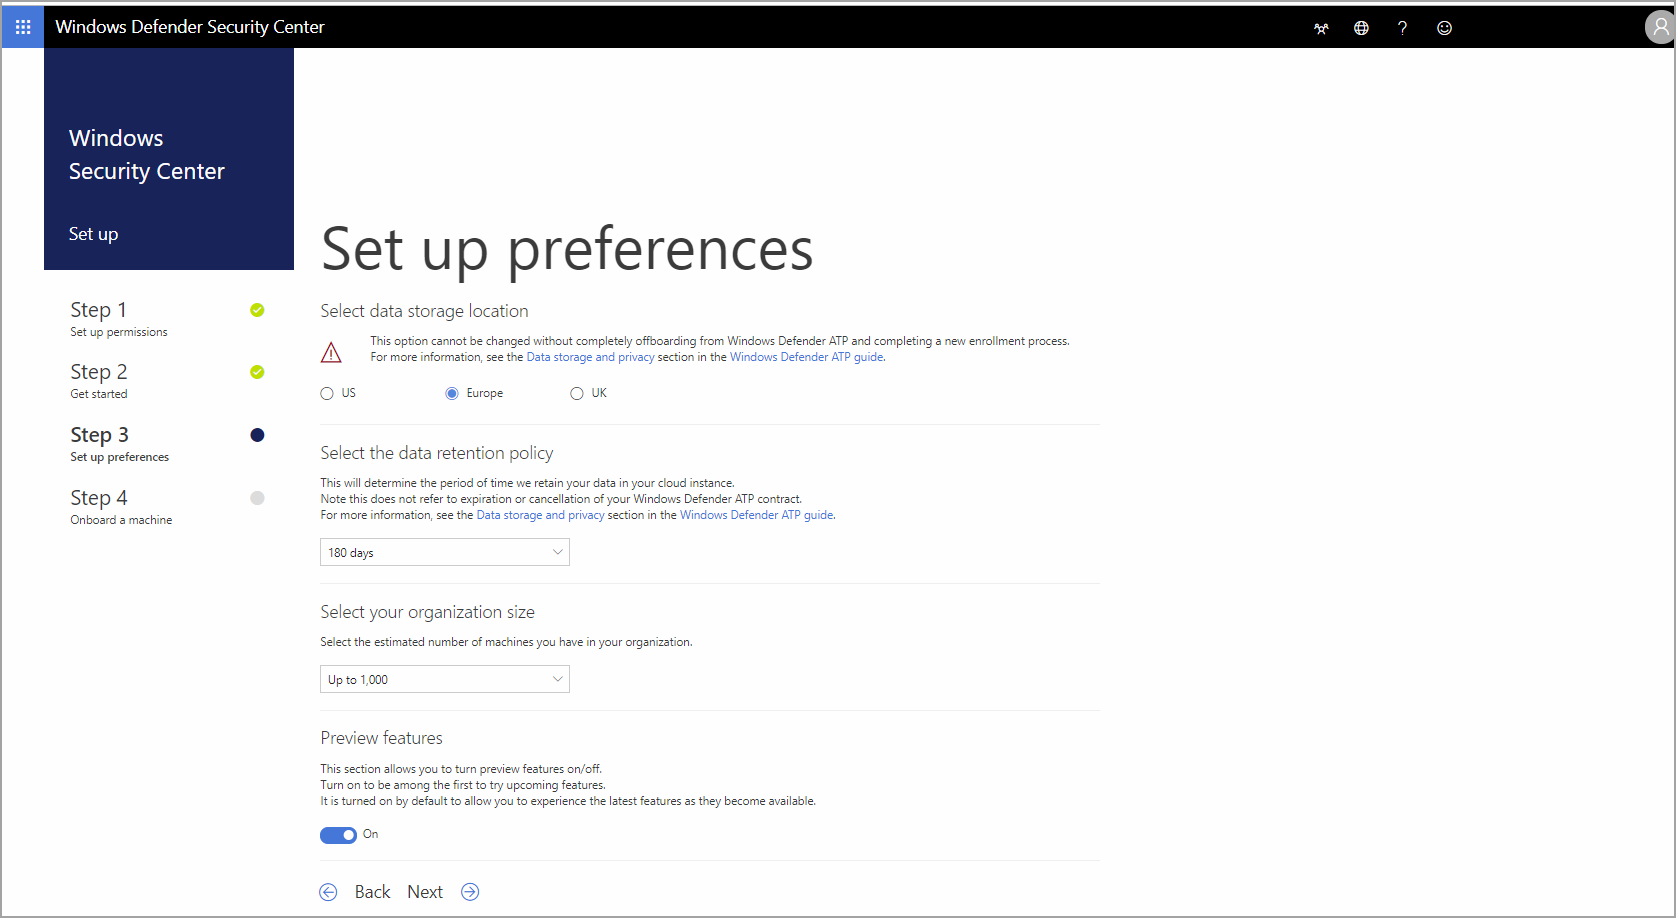 Windows Defender Security Center
?
Windows
Security Center
Set up
Step 1
Set up permissions
Step 2
Get started
Step 3
Set up preferences
Step 4
Onboard a machine
Set up preferences
Select data storage location
This option cannot be changed without completely offboarding from Windows Defender ATP and completing a new enrollment process.
For more information, see the Data storage and privacy section in the Windows Defender ATP guide.
US Europe UK
Select the data retention policy
This will determine the period of time we retain your data in your cloud instance.
Note this does not refer to expiration or cancellation of your Windows Defender ATP contract.
For more information, see the Data storage and privacy section in the Windows Defender ATP guide.
180 days
Select your organization size
Select the estimated number of machines you have in your organization.
Up to 1,000
Preview features
This section allows you to turn preview features on/off.
Turn on to be among the first to try upcoming features.
It is turned on by default to allow you to experience the latest features as they become available.
On
Back Next